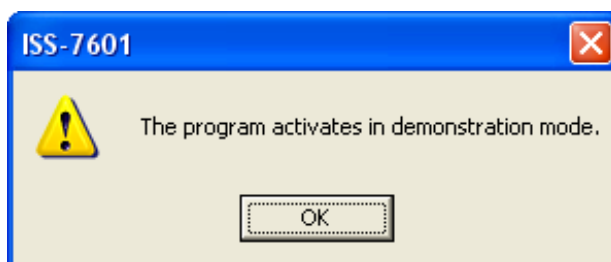 ISS-7601
The program activates in demonstration mode.
OK